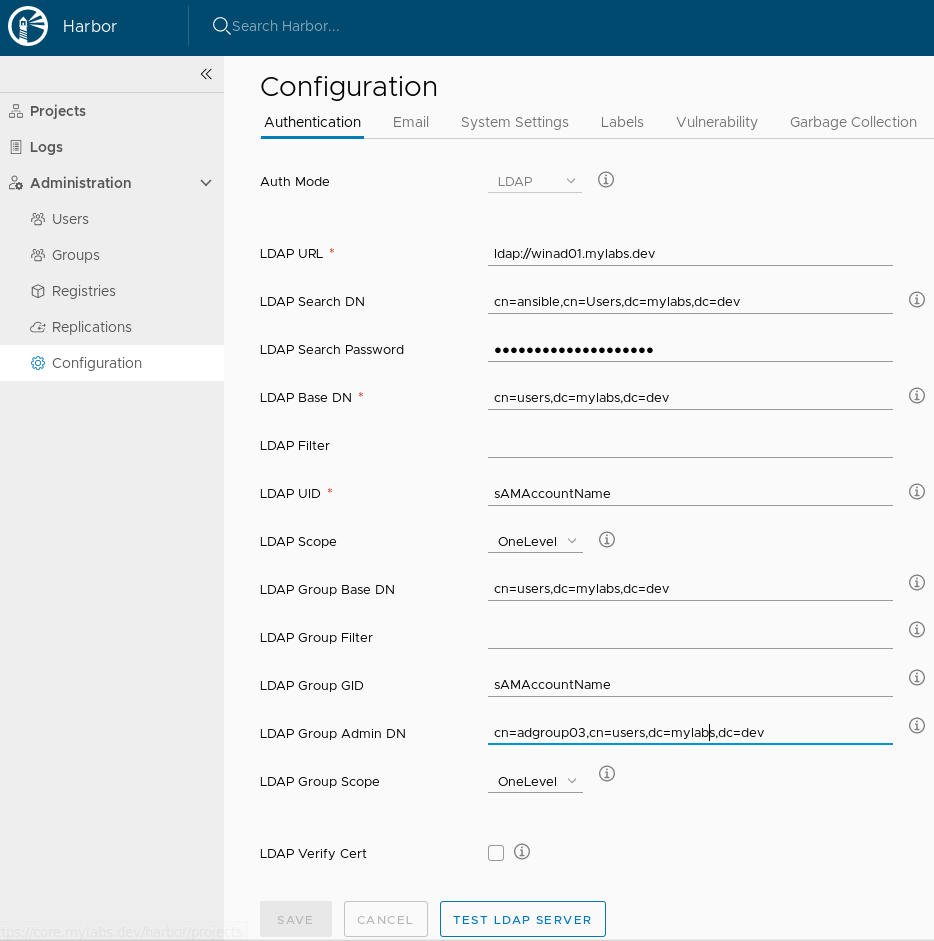 Harbor
Search Harbor...
Projects
Logs
Administration
Users
Groups
Registries
Replications
Configuration
Configuration
Authentication Email System Settings Labels Vulnerability Garbage Collection
Auth Mode LDAP
LDAP URL * ldap://winad01.mylabs.dev
LDAP Search DN cn=ansible,cn=Users,dc=mylabs,dc=dev
LDAP Search Password ••••••••••••••••••••
LDAP Base DN * cn=users,dc=mylabs,dc=dev
LDAP Filter
LDAP UID * sAMAccountName
LDAP Scope OneLevel
LDAP Group Base DN cn=users,dc=mylabs,dc=dev
LDAP Group Filter
LDAP Group GID sAMAccountName
LDAP Group Admin DN cn=adgroup03,cn=users,dc=mylabs,dc=dev
LDAP Group Scope OneLevel
LDAP Verify Cert
SAVE CANCEL TEST LDAP SERVER
ttps://core.mylabs.dev/harbor/projects